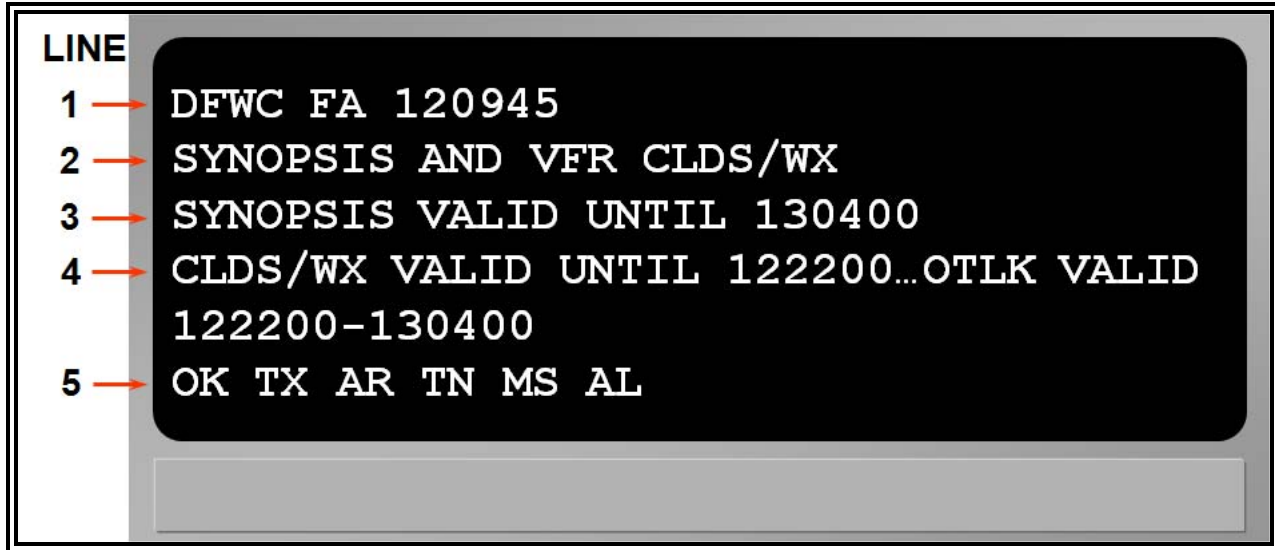 LINE
1 DFWC FA 120945
2 SYNOPSIS AND VFR CLDS/WX
3 SYNOPSIS VALID UNTIL 130400
4 CLDS/WX VALID UNTIL 122200…OTLK VALID
122200-130400
5 OK TX AR TN MS AL